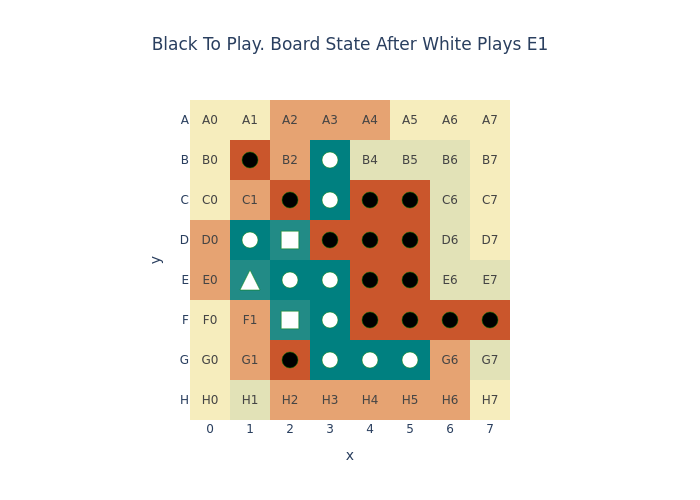 Black To Play. Board State After White Plays E1
A A0 A1 A2 A3 A4 A5 A6 A7
B B0 B2 B4 B5 B6 B7
C C0 C1 C6 C7
D D0 D6 D7
E E0 E6 E7
F F0 F1
G G0 G1 G6 G7
H H0 H1 H2 H3 H4 H5 H6 H7
0 1 2 3 4 5 6 7
x
y